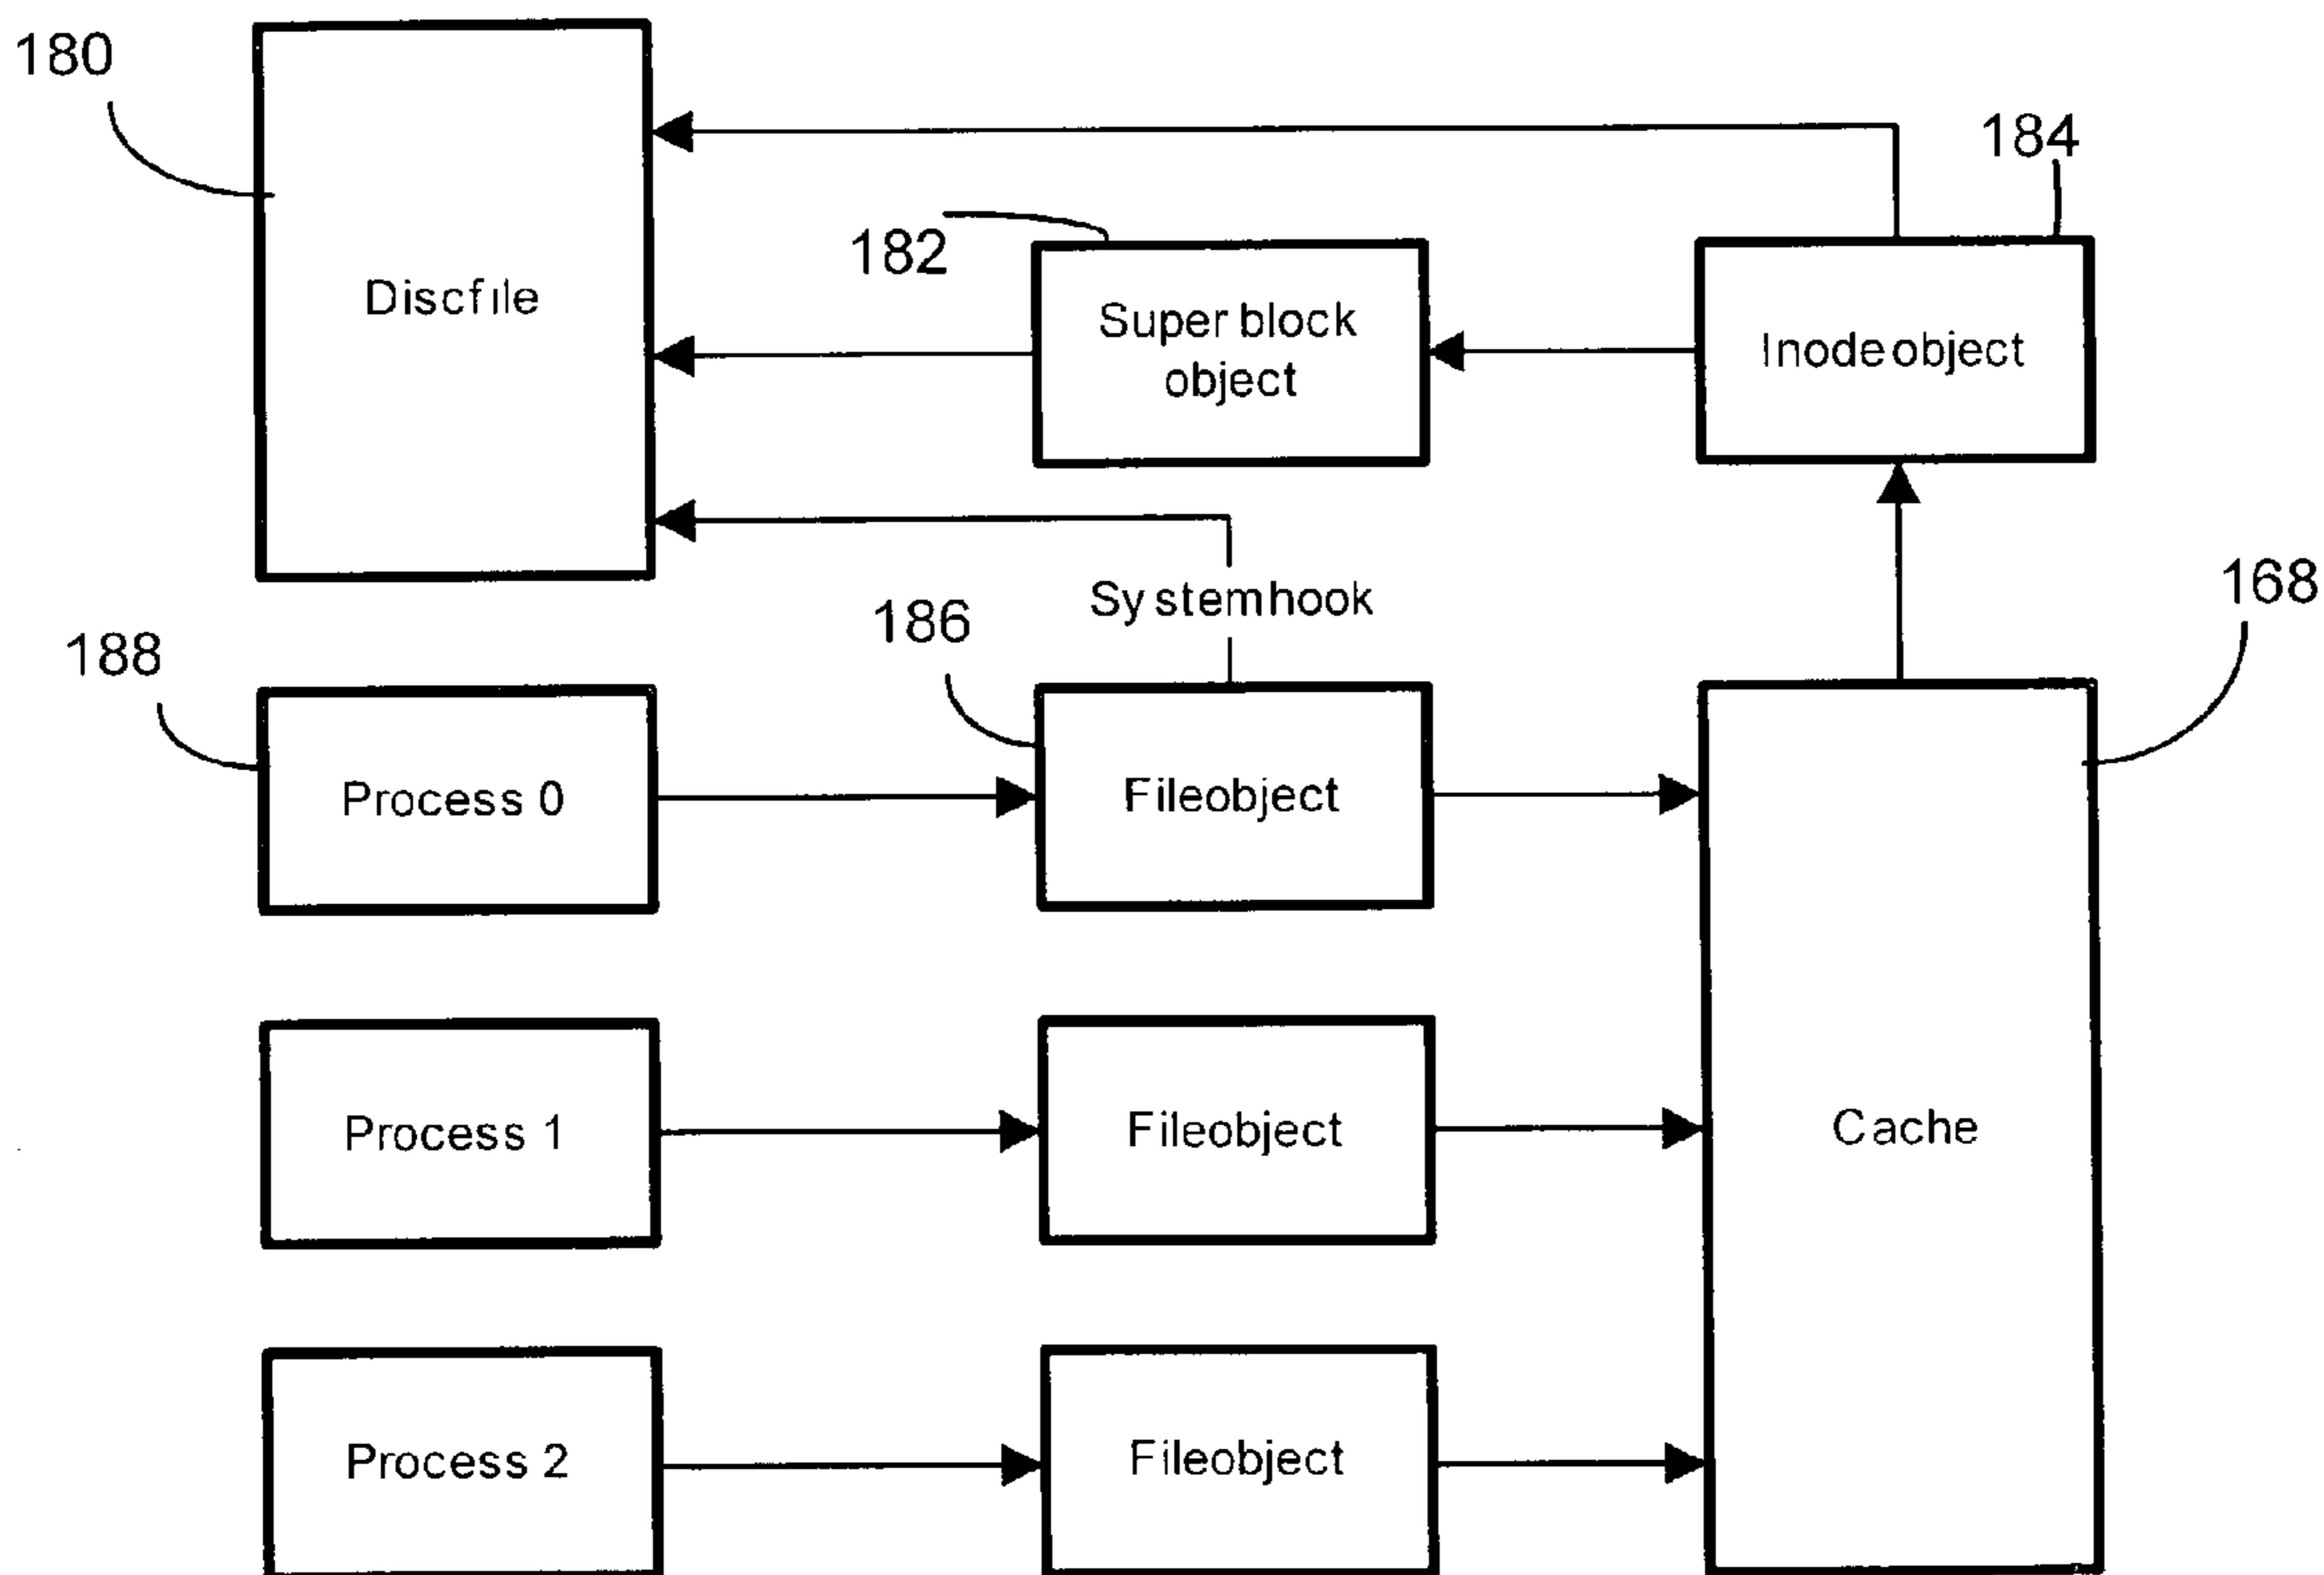 180
184
182
Discfile
Super block
object
Inode object
168
Systemhook
186
188
Process 0
Fileobject
Process 1
Fileobject
Cache
Process 2
Fileobject